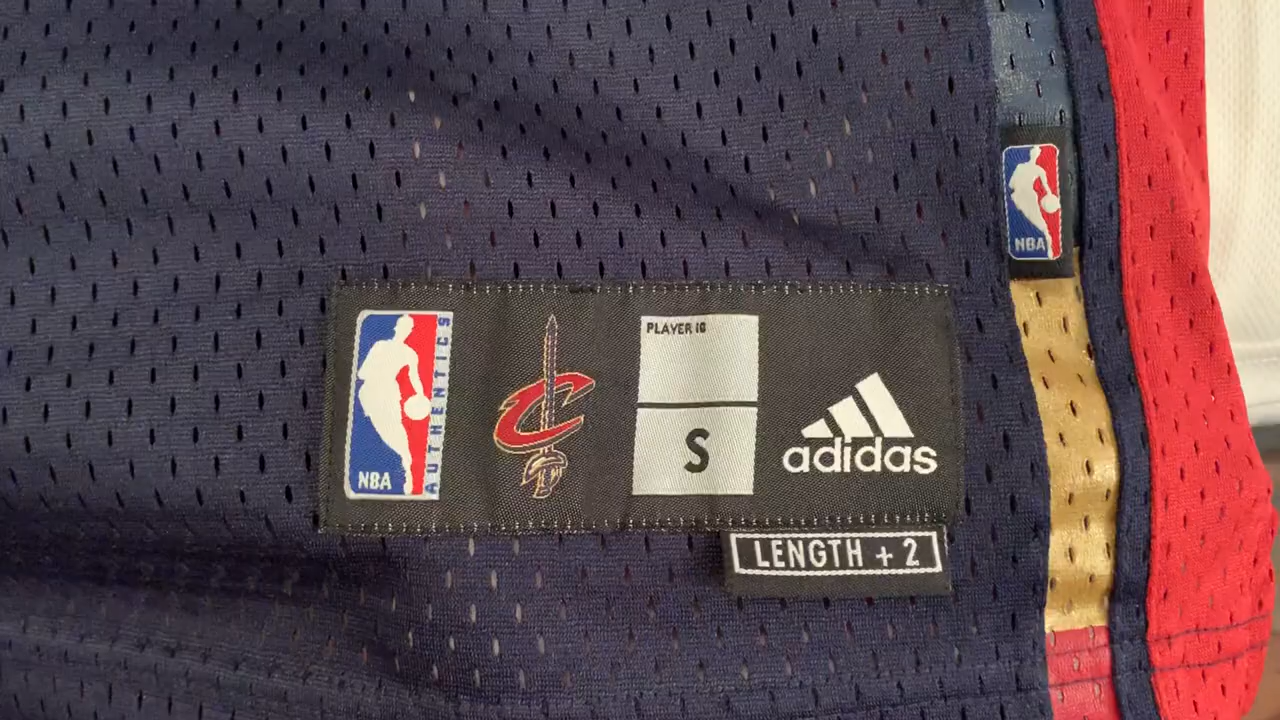 NBA
NBA
AUTHENTICS
PLAYER ID
S
adidas
LENGTH + 2